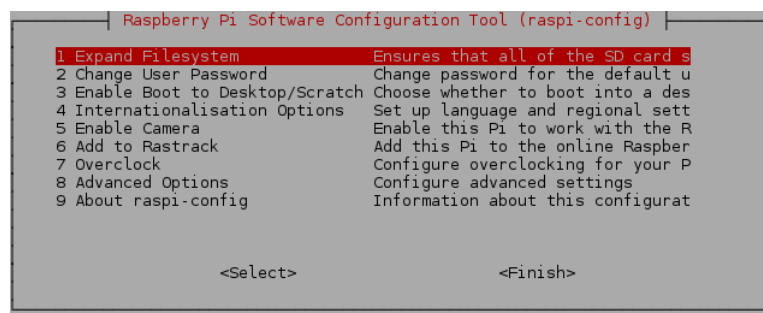 Raspberry Pi Software Configuration Tool (raspi-config)
1 Expand Filesystem Ensures that all of the SD card s
2 Change User Password Change password for the default u
3 Enable Boot to Desktop/Scratch Choose whether to boot into a des
4 Internationalisation Options Set up language and regional sett
5 Enable Camera Enable this Pi to work with the R
6 Add to Rastrack Add this Pi to the online Raspber
7 Overclock Configure overclocking for your P
8 Advanced Options Configure advanced settings
9 About raspi-config Information about this configurat
<Select> <Finish>